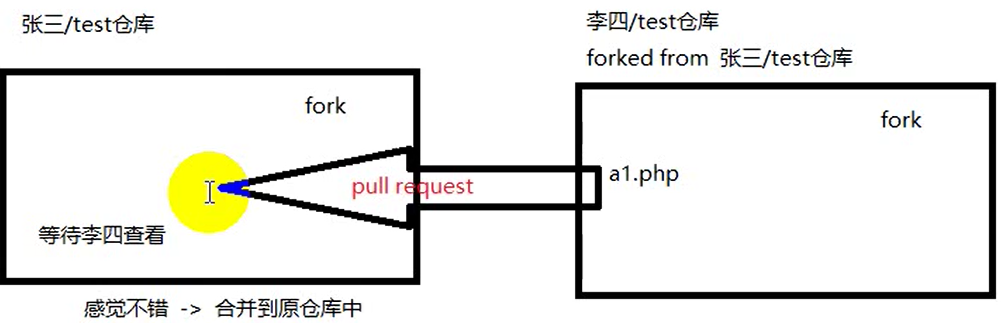 张三/test仓库
fork
pull request
等待李四查看
感觉不错 -> 合并到原仓库中
李四/test仓库
forked from 张三/test仓库
fork
a1.php